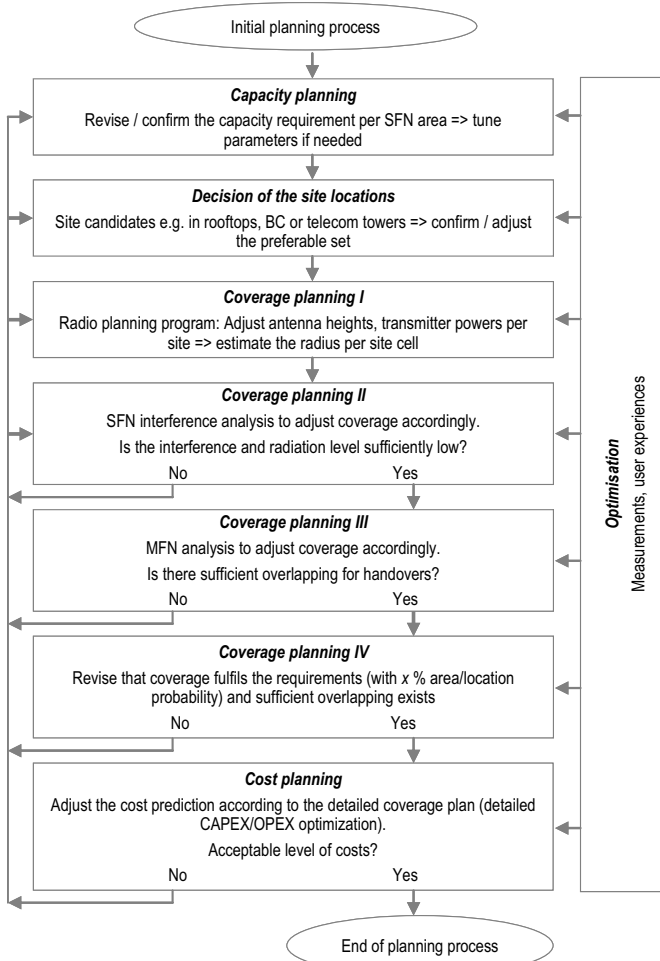 Initial planning process
Capacity planning
Revise / confirm the capacity requirement per SFN area => tune
parameters if needed
Decision of the site locations
Site candidates e.g. in rooftops, BC or telecom towers => confirm / adjust
the preferable set
Coverage planning I
Radio planning program: Adjust antenna heights, transmitter powers per
site => estimate the radius per site cell
Coverage planning II
SFN interference analysis to adjust coverage accordingly.
Is the interference and radiation level sufficiently low?
No Yes
Coverage planning III
MFN analysis to adjust coverage accordingly.
Is there sufficient overlapping for handovers?
No Yes
Coverage planning IV
Revise that coverage fulfils the requirements (with x % area/location
probability) and sufficient overlapping exists
No Yes
Cost planning
Adjust the cost prediction according to the detailed coverage plan (detailed
CAPEX/OPEX optimization).
Acceptable level of costs?
No Yes
End of planning process
Optimisation
Measurements, user experiences